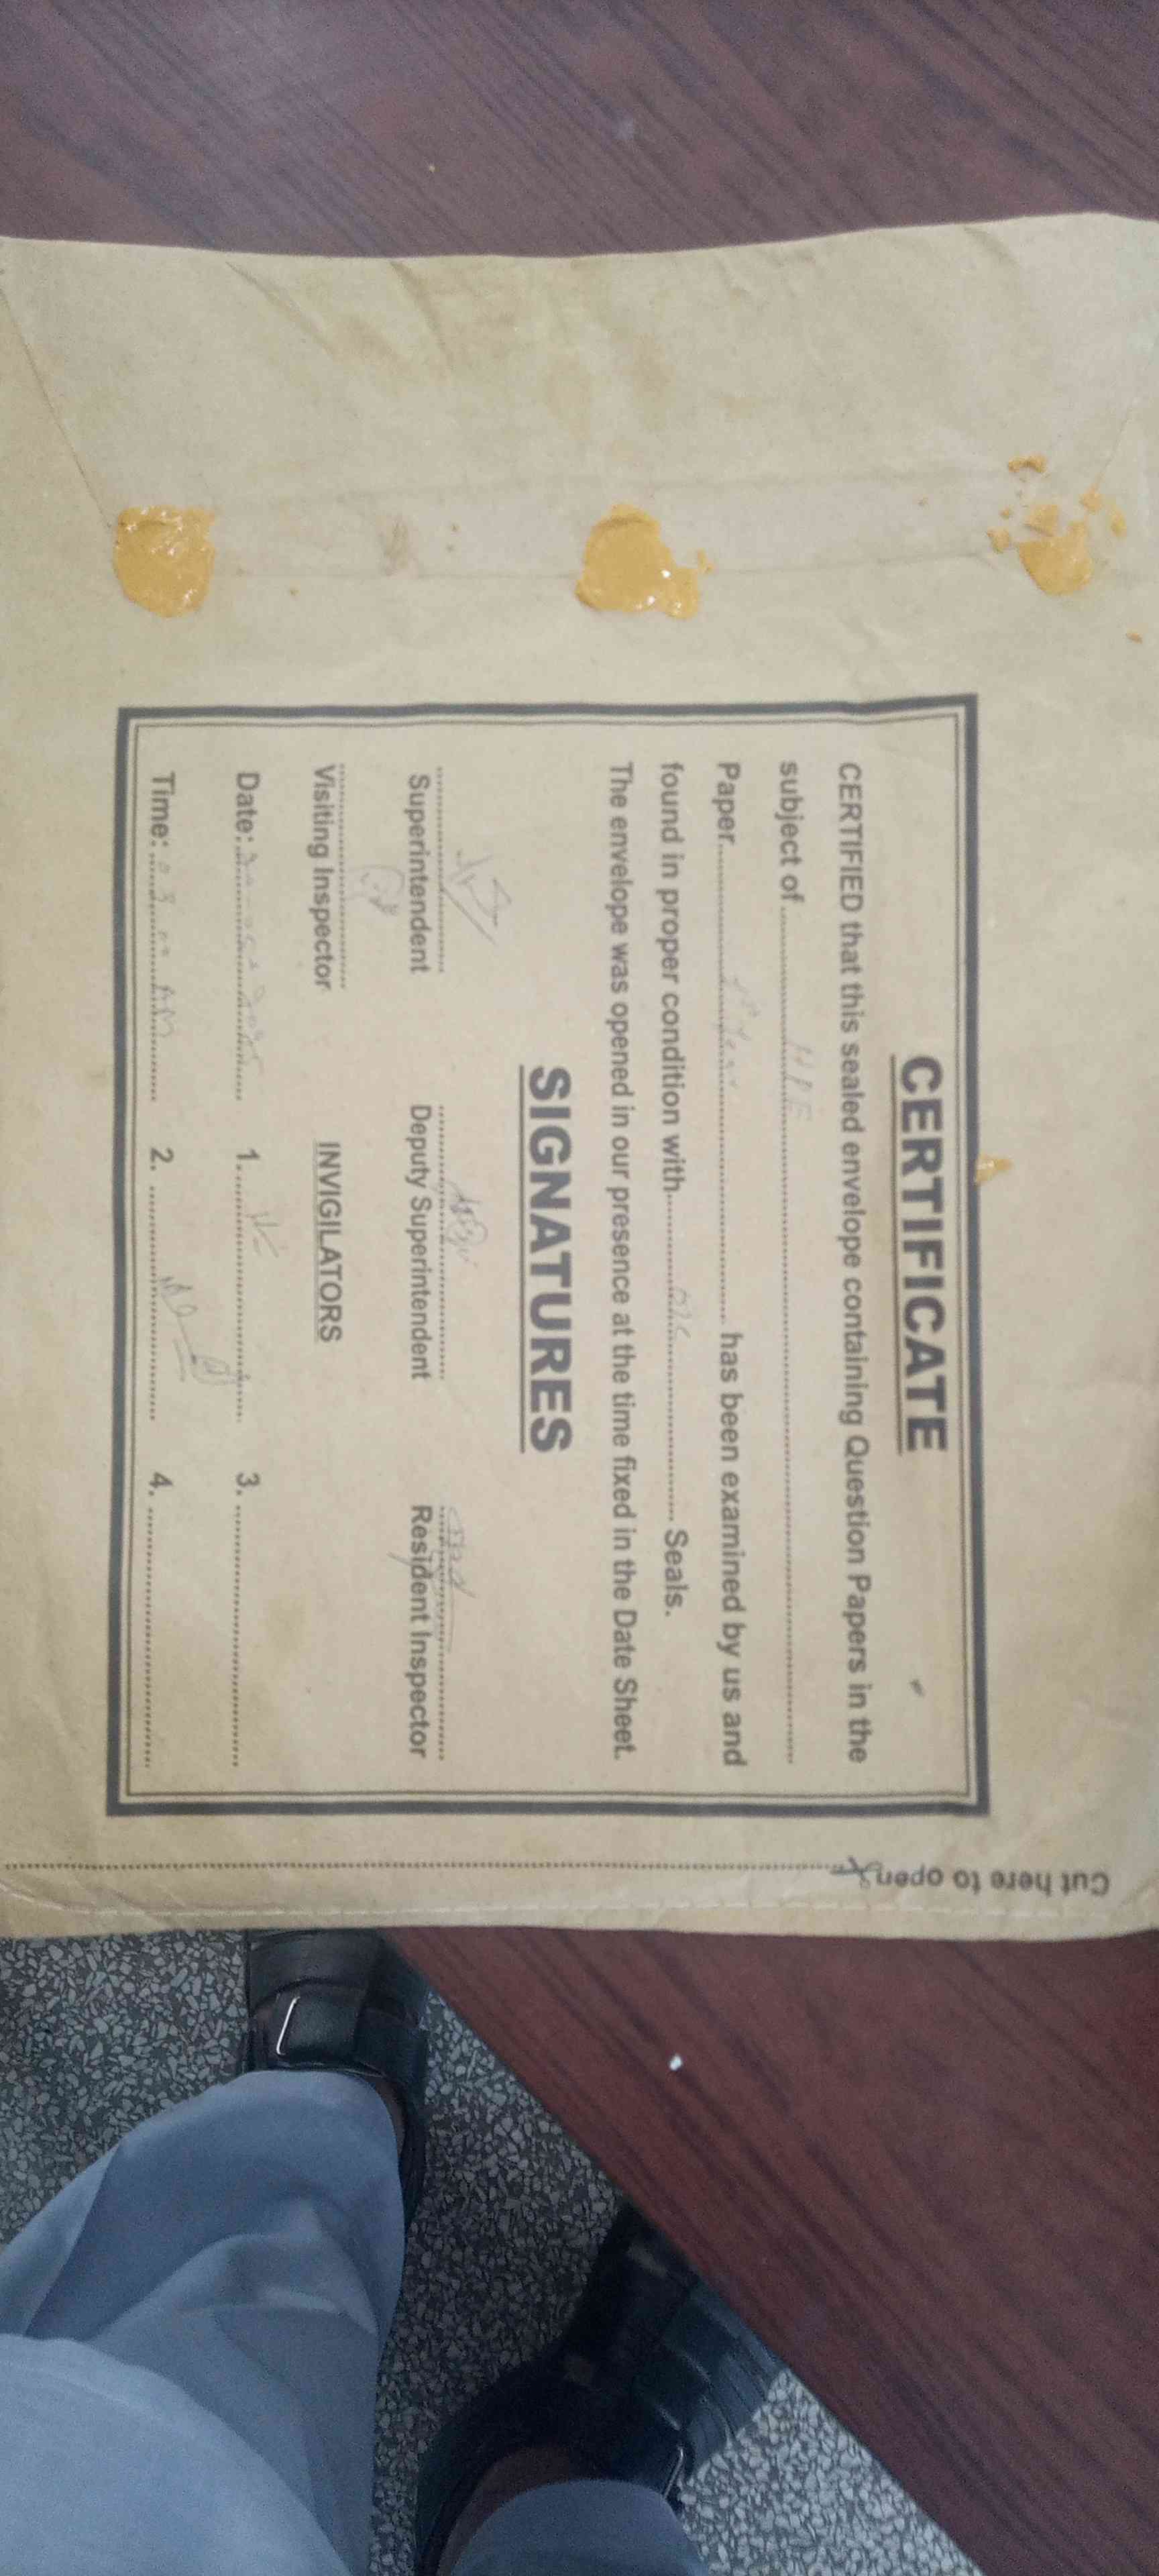 CERTIFICATE
CERTIFIED that this sealed envelope containing Question Papers in the
subject of
Paper has been examined by us and
found in proper condition with Seals.
The envelope was opened in our presence at the time fixed in the Date Sheet.
SIGNATURES
Superintendent Deputy Superintendent Resident Inspector
Visiting Inspector INVIGILATORS
Date: 1. 3.
Time: AM 2. 4.
Cut here to open